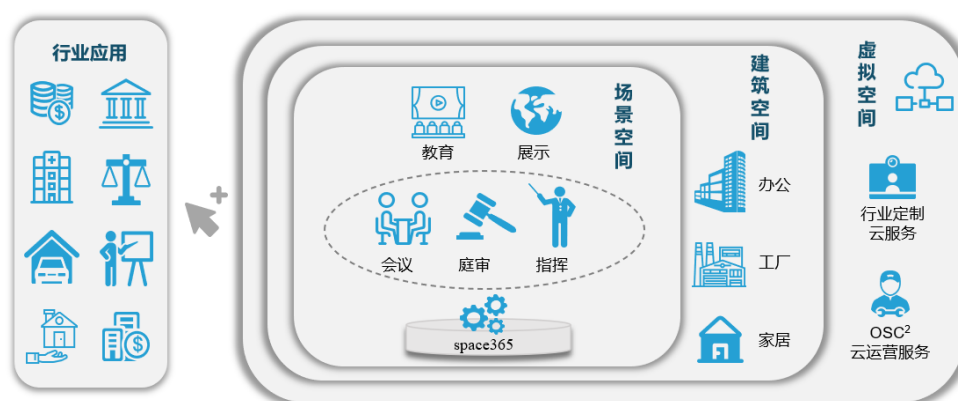 行业应用
场景空间
建筑空间
虚拟空间
教育
展示
会议
庭审
指挥
space365
办公
工厂
家居
行业定制
云服务
OSC²
云运营服务